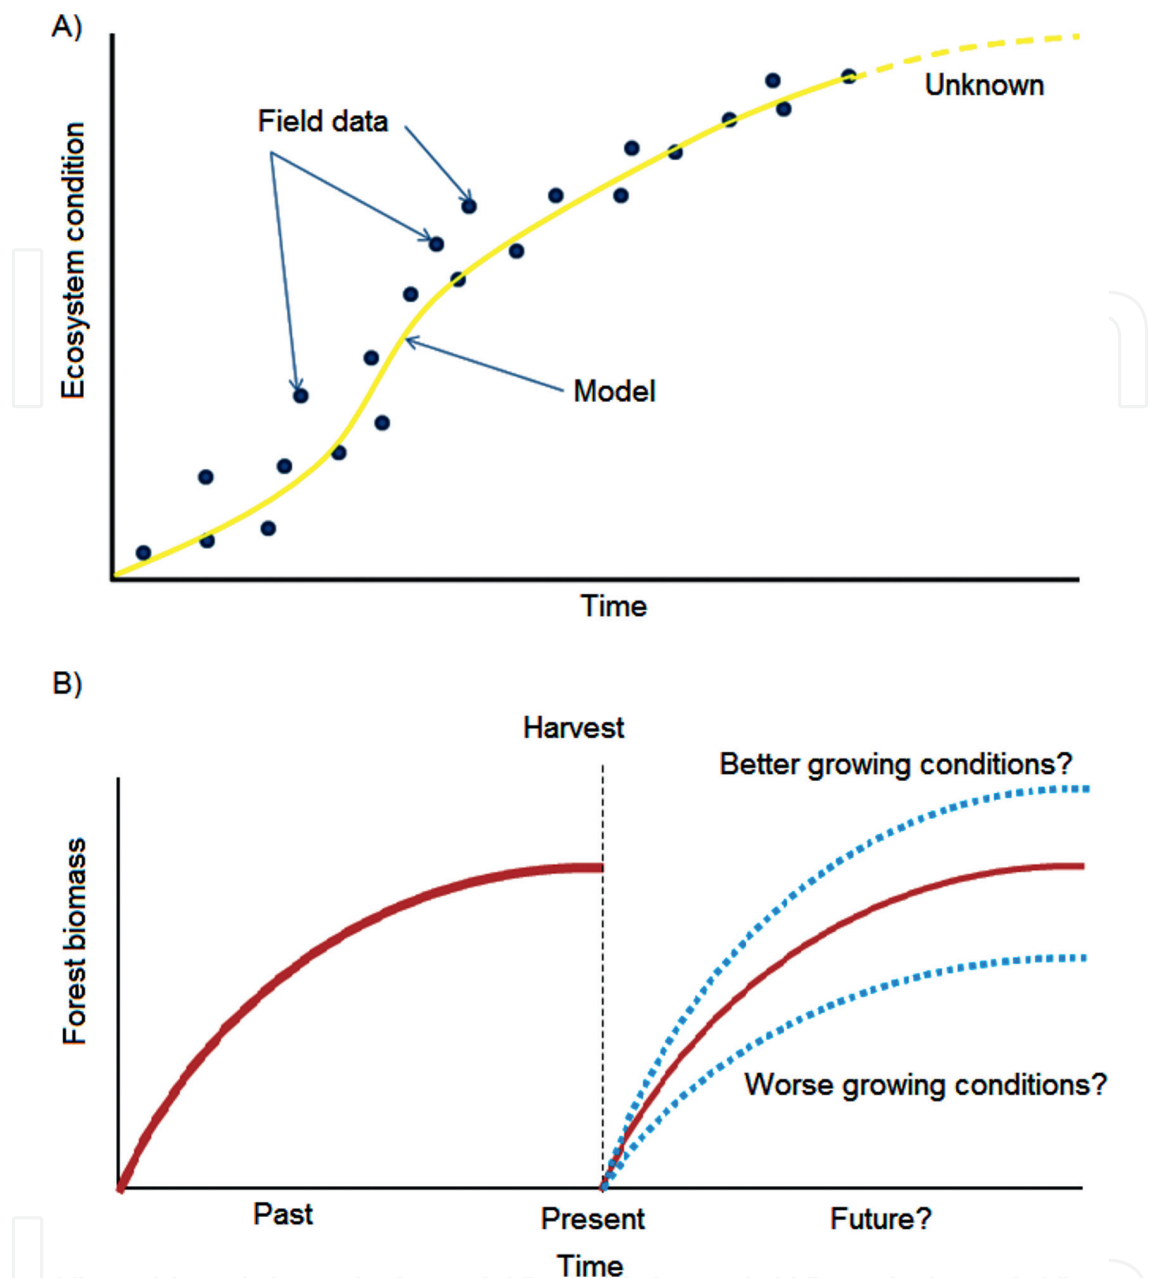 A)
Ecosystem condition
Field data
Unknown
Model
Time
B)
Harvest
Better growing conditions?
Forest biomass
Worse growing conditions?
Past
Present
Future?
Time